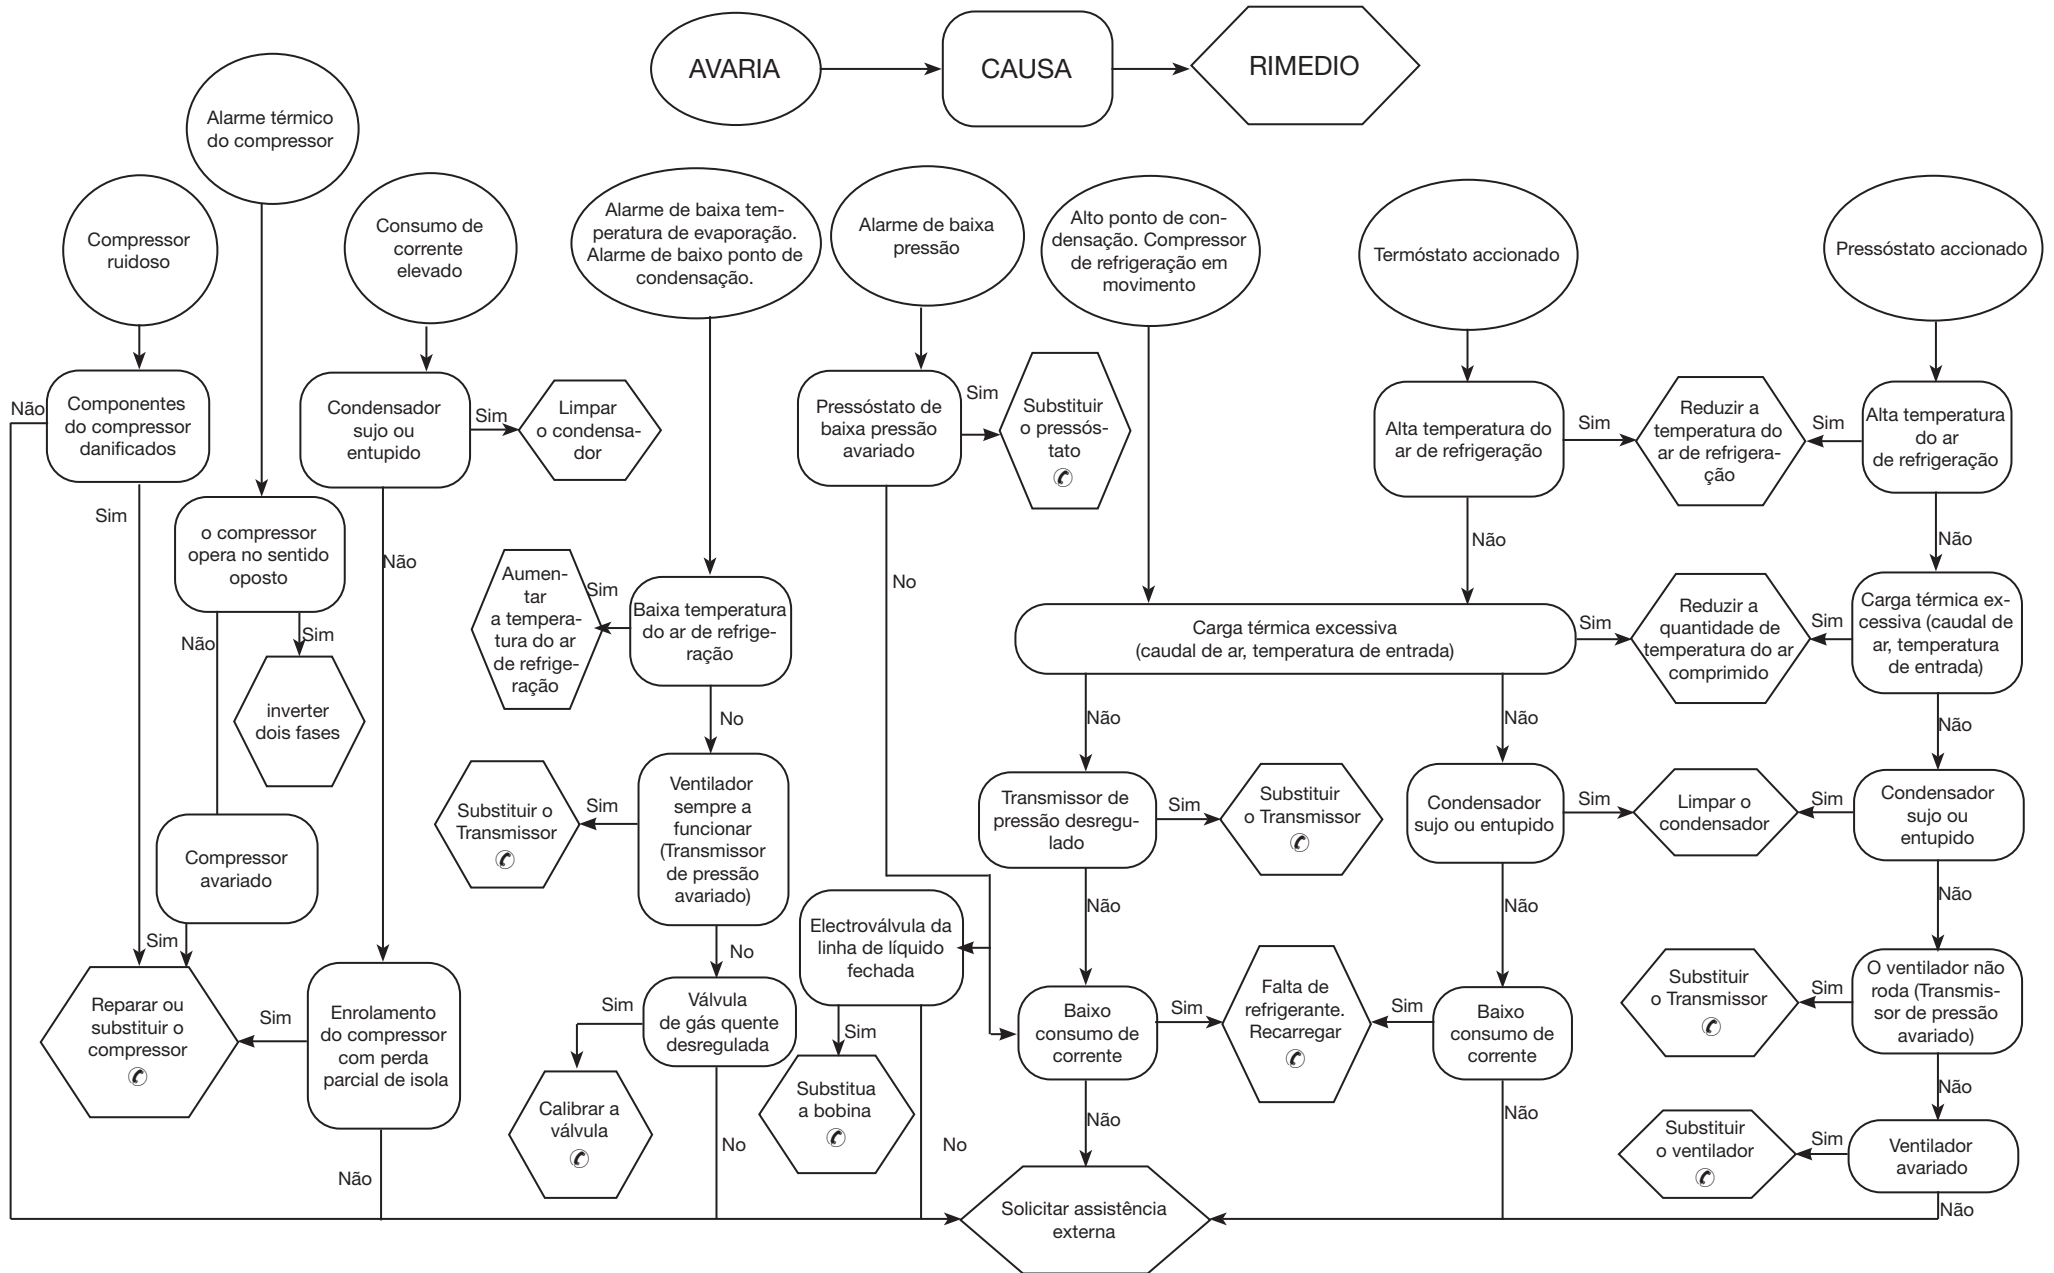 AVARIA
CAUSA
RIMEDIO
Alarme térmico
do compressor
Compressor
ruidoso
Consumo de
corrente
elevado
Alarme de baixa tem-
peratura de evaporação.
Alarme de baixo ponto de
condensação.
Alarme de baixa
pressão
Alto ponto de con-
densação. Compressor
de refrigeração em
movimento
Termóstato accionado
Pressóstato accionado
Não
Componentes
do compressor
danificados
Sim
Condensador
sujo ou
entupido
Sim
Limpar
o condensa-
dor
Não
Pressóstato de
baixa pressão
avariado
Sim
Substituir
o pressós-
tato
No
Alta temperatura do
ar de refrigeração
Sim
Reduzir a
temperatura do
ar de refrigera-
ção
Sim
Alta temperatura
do ar
de refrigeração
Não
Não
o compressor
opera no sentido
oposto
Não
Sim
inverter
dois fases
Aumen-
tar
a tempera-
tura do ar
de refrige-
ração
Sim
Baixa temperatura
do ar de refrige-
ração
No
Carga térmica excessiva
(caudal de ar, temperatura de entrada)
Sim
Reduzir a
quantidade de
temperatura do ar
comprimido
Sim
Carga térmica ex-
cessiva (caudal de
ar, temperatura
de entrada)
Não
Não
Não
Substituir o
Transmissor
Sim
Ventilador
sempre a
funcionar
(Transmissor
de pressão
avariado)
No
Transmissor de
pressão desregu-
lado
Sim
Substituir
o Transmissor
Não
Condensador
sujo ou entupido
Sim
Limpar o
condensador
Sim
Condensador
sujo ou
entupido
Não
Não
Compressor
avariado
Sim
Electroválvula da
linha de líquido
fechada
Sim
Substitua
a bobina
No
Reparar ou
substituir o
compressor
Sim
Enrolamento
do compressor
com perda
parcial de isola
Não
Sim
Válvula
de gás quente
desregulada
Calibrar a
válvula
No
Baixo
consumo de
corrente
Sim
Falta de
refrigerante.
Recarregar
Sim
Baixo
consumo de
corrente
Não
Não
Substituir
o Transmissor
Sim
O ventilador não
roda (Transmis-
sor de pressão
avariado)
Não
Substituir
o ventilador
Sim
Ventilador
avariado
Não
Solicitar assistência
externa